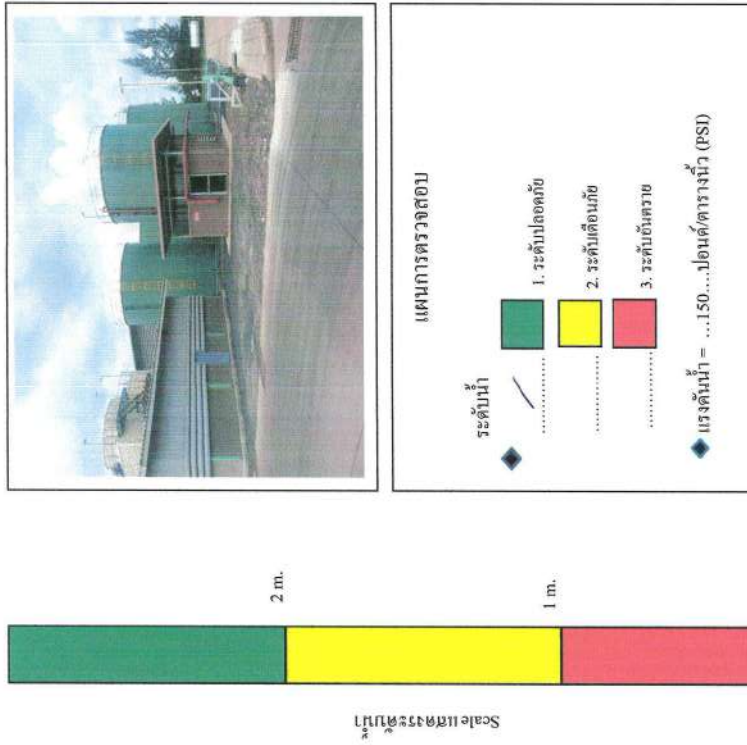 Scale แสดงระดับน้ำ
2 m.
1 m.
แผนการตรวจสอบ
ระดับน้ำ
1. ระดับปลอดภัย
2. ระดับเตือนภัย
3. ระดับอันตราย
แรงดันน้ำ = ...150....ปอนด์/ตารางนิ้ว (PSI)